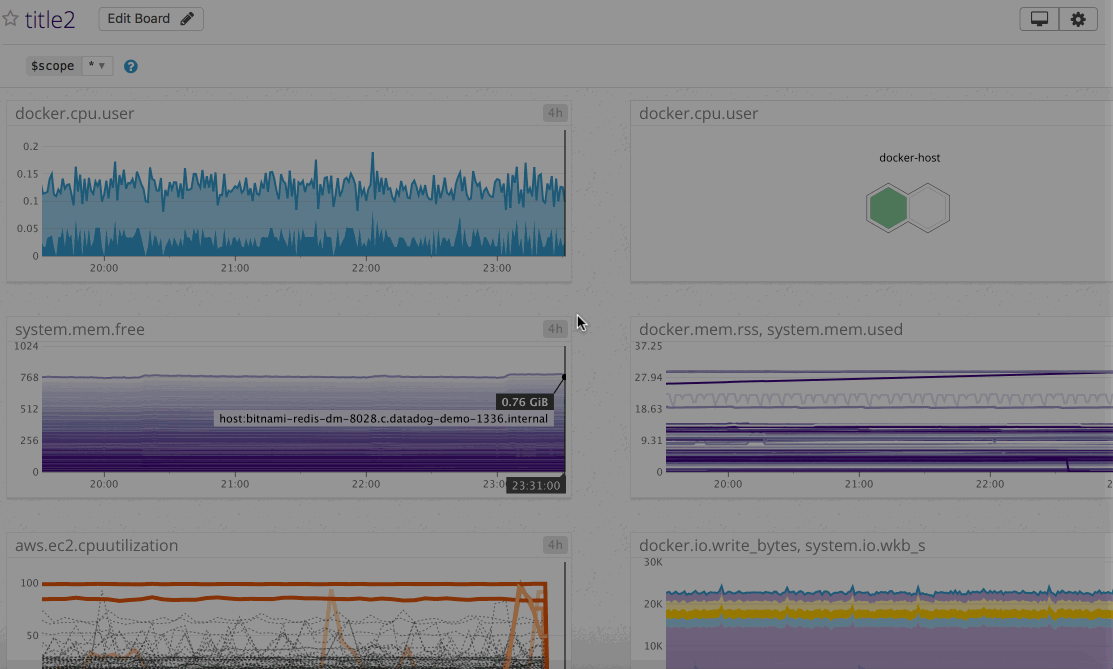 title2
Edit Board
$scope
*
?
docker.cpu.user
4h
0.2
0.15
0.1
0.05
0
20:00
21:00
22:00
23:00
docker.cpu.user
docker-host
system.mem.free
4h
1024
768
512
256
0
0.76 GiB
host:bitnami-redis-dm-8028.c.datadog-demo-1336.internal
20:00
21:00
22:00
23:0
23:31:00
docker.mem.rss, system.mem.used
37.25
27.94
18.63
9.31
0
20:00
21:00
22:00
2
aws.ec2.cpuutilization
4h
100
50
docker.io.write_bytes, system.io.wkb_s
30K
20K
10K